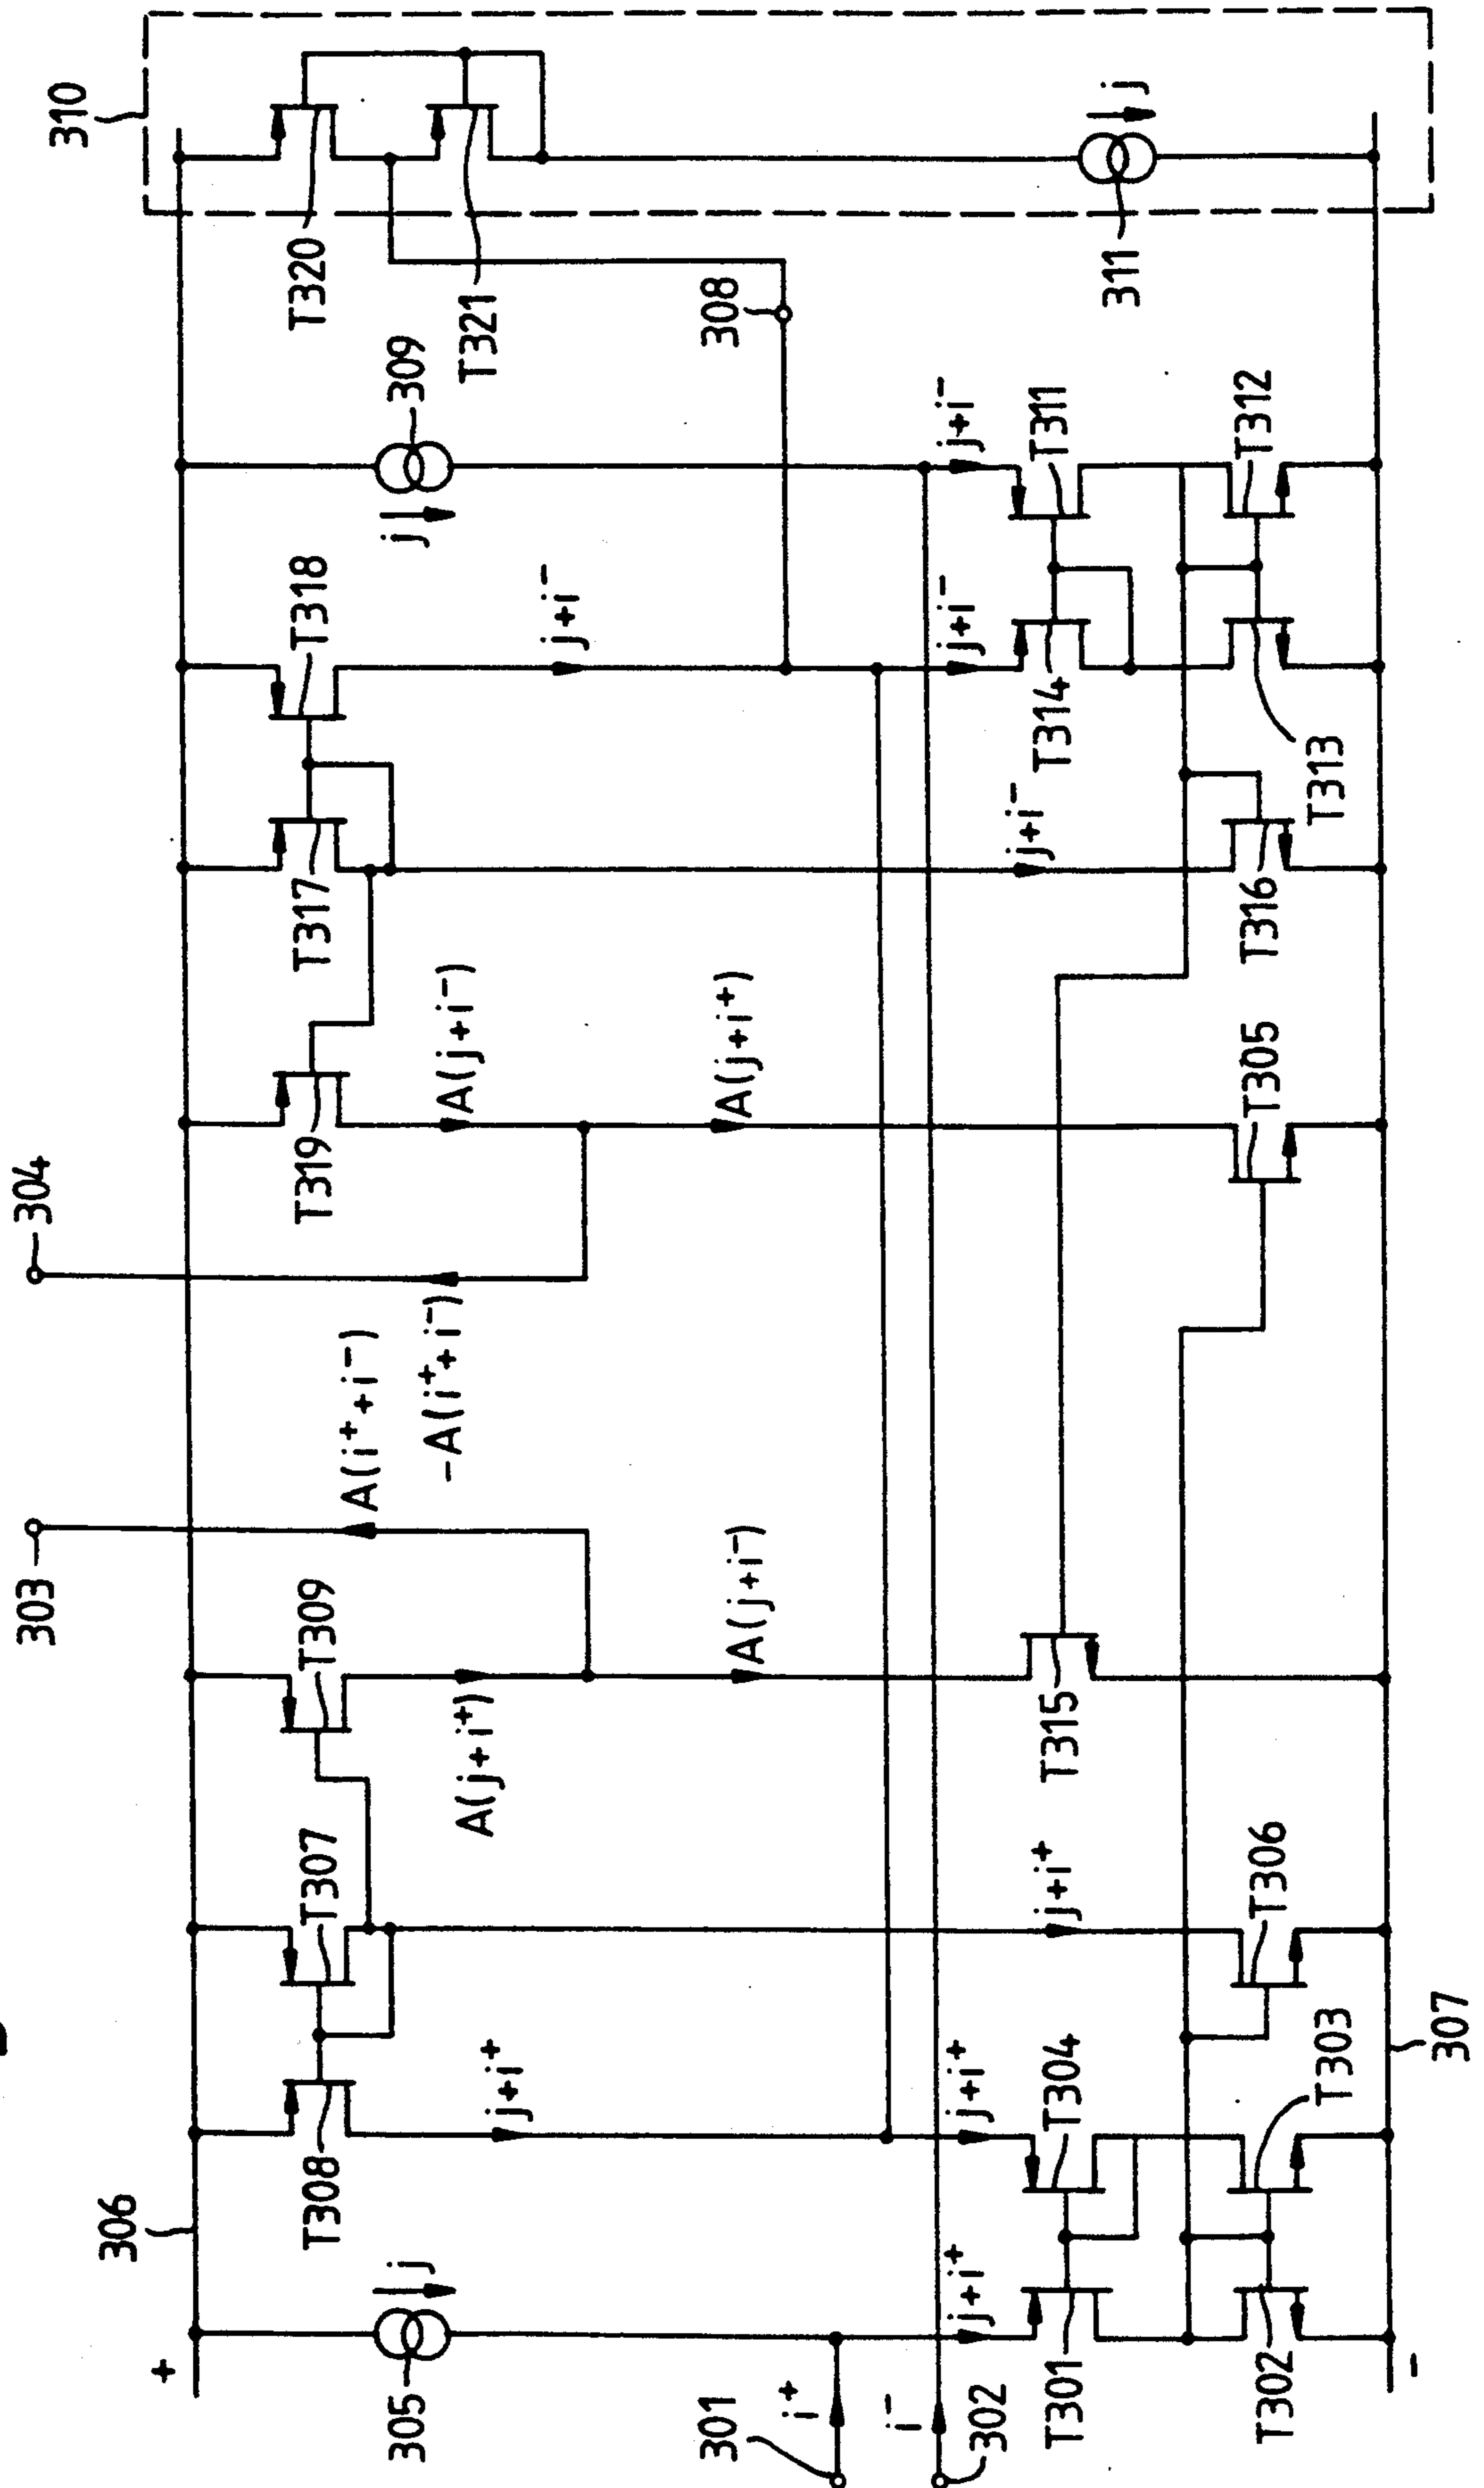 310
T320
T321
308
311
j
309
j
j+i⁻
T311
T312
T318
j+i⁻
j+i⁻
T314
T313
T317
j+i⁻
T316
A(j+i⁻)
A(j+i⁺)
T305
T319
304
A(i⁺+i⁻)
-A(i⁺+i⁻)
303
T309
A(j+i⁺)
A(j+i⁻)
T315
T307
j+i⁺
T306
T308
j+i⁺
j+i⁺
T304
T303
307
306
+
j
305
j+i⁺
T301
T302
-
301
i⁺
i⁻
302